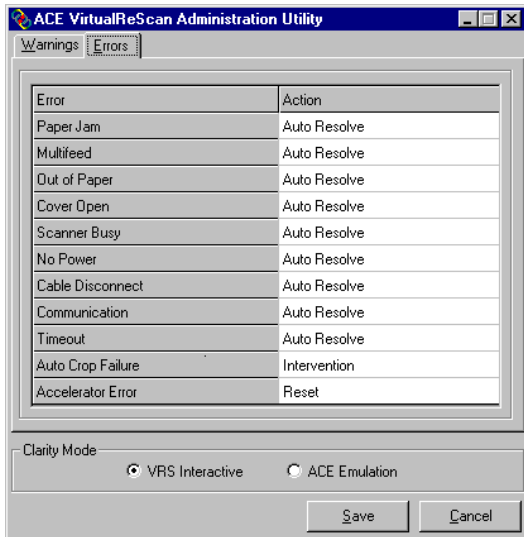 ACE VirtualReScan Administration Utility
Warnings Errors
Error Action
Paper Jam Auto Resolve
Multifeed Auto Resolve
Out of Paper Auto Resolve
Cover Open Auto Resolve
Scanner Busy Auto Resolve
No Power Auto Resolve
Cable Disconnect Auto Resolve
Communication Auto Resolve
Timeout Auto Resolve
Auto Crop Failure Intervention
Accelerator Error Reset
Clarity Mode
VRS Interactive ACE Emulation
Save Cancel